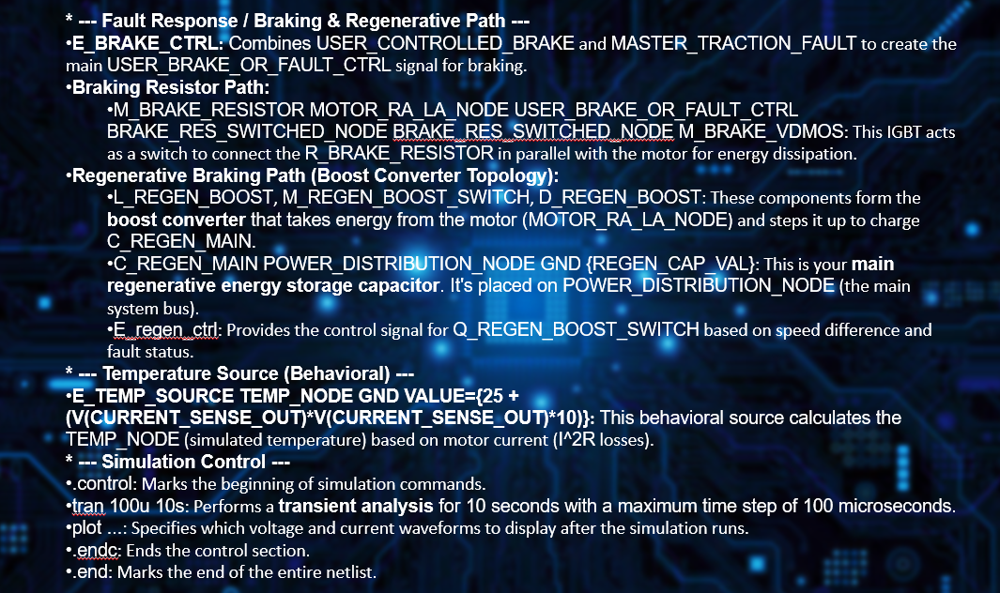 * --- Fault Response / Braking & Regenerative Path ---
•E_BRAKE_CTRL: Combines USER_CONTROLLED_BRAKE and MASTER_TRACTION_FAULT to create the
main USER_BRAKE_OR_FAULT_CTRL signal for braking.
•Braking Resistor Path:
•M_BRAKE_RESISTOR MOTOR_RA_LA_NODE USER_BRAKE_OR_FAULT_CTRL
BRAKE_RES_SWITCHED_NODE BRAKE_RES_SWITCHED_NODE M_BRAKE_VDMOS: This IGBT acts
as a switch to connect the R_BRAKE_RESISTOR in parallel with the motor for energy dissipation.
•Regenerative Braking Path (Boost Converter Topology):
•L_REGEN_BOOST, M_REGEN_BOOST_SWITCH, D_REGEN_BOOST: These components form the
boost converter that takes energy from the motor (MOTOR_RA_LA_NODE) and steps it up to charge
C_REGEN_MAIN.
•C_REGEN_MAIN POWER_DISTRIBUTION_NODE GND {REGEN_CAP_VAL}: This is your main
regenerative energy storage capacitor. It's placed on POWER_DISTRIBUTION_NODE (the main
system bus).
•E_regen_ctrl: Provides the control signal for Q_REGEN_BOOST_SWITCH based on speed difference and
fault status.
* --- Temperature Source (Behavioral) ---
•E_TEMP_SOURCE TEMP_NODE GND VALUE={25 +
(V(CURRENT_SENSE_OUT)*V(CURRENT_SENSE_OUT)*10)}: This behavioral source calculates the
TEMP_NODE (simulated temperature) based on motor current (I^2R losses).
* --- Simulation Control ---
•.control: Marks the beginning of simulation commands.
•tran 100u 10s: Performs a transient analysis for 10 seconds with a maximum time step of 100 microseconds.
•plot ...: Specifies which voltage and current waveforms to display after the simulation runs.
•.endc: Ends the control section.
•.end: Marks the end of the entire netlist.